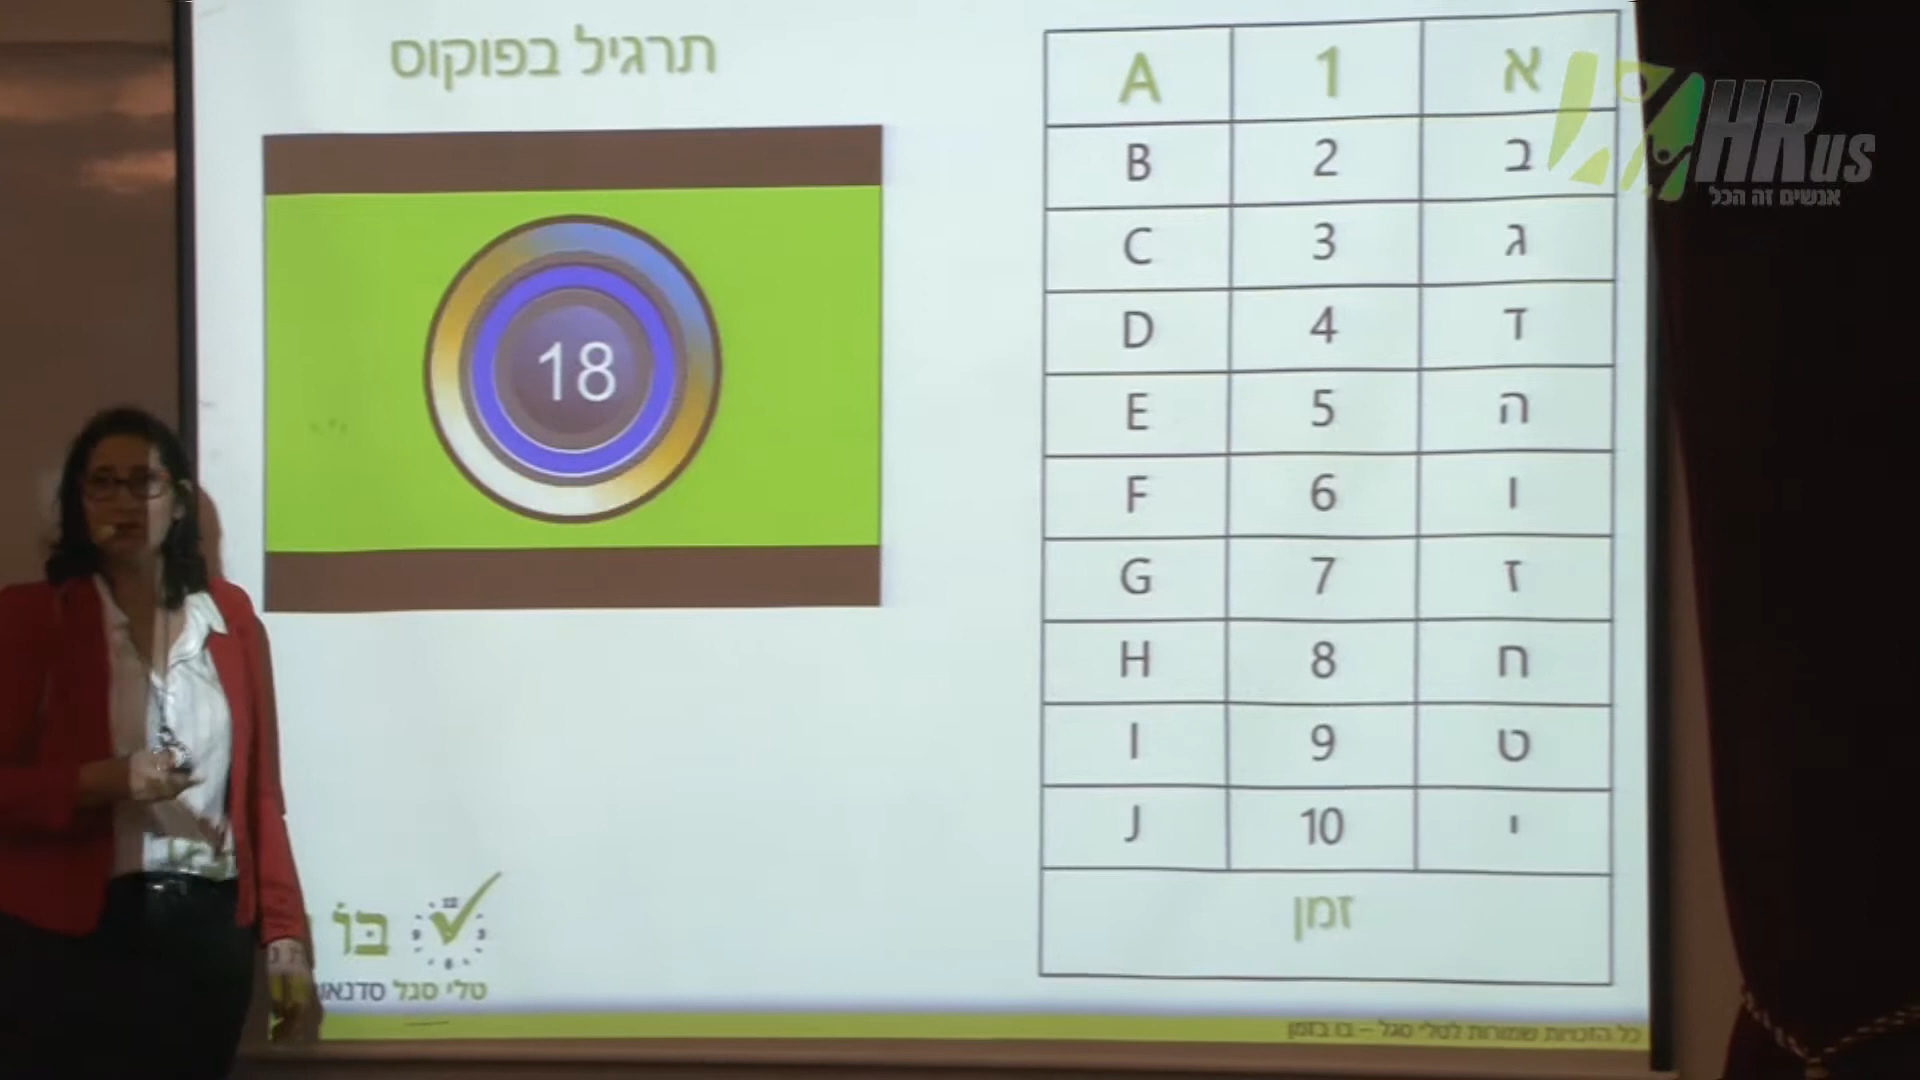 תרגיל בפוקוס
18
A 1 א
B 2 ב
C 3 ג
D 4 ד
E 5 ה
F 6 ו
G 7 ז
H 8 ח
I 9 ט
J 10 י
זמן
בּוֹ
טלי סגל סדנאו
כל הזכויות שמורות לטלי סגל – בו בזמן
HRus
אנשים זה הכל